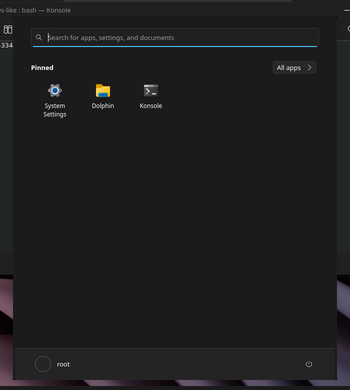 s-like : bash — Konsole
334
Search for apps, settings, and documents
Pinned
All apps
System Settings
Dolphin
Konsole
root